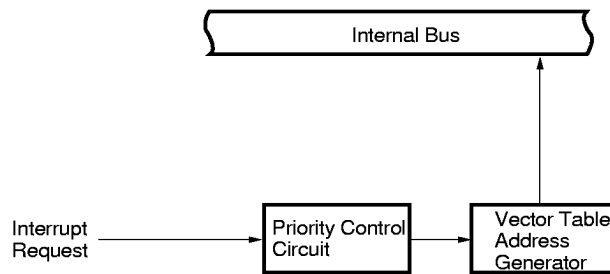 Internal Bus
Interrupt
Request
Priority Control
Circuit
Vector Table
Address
Generator